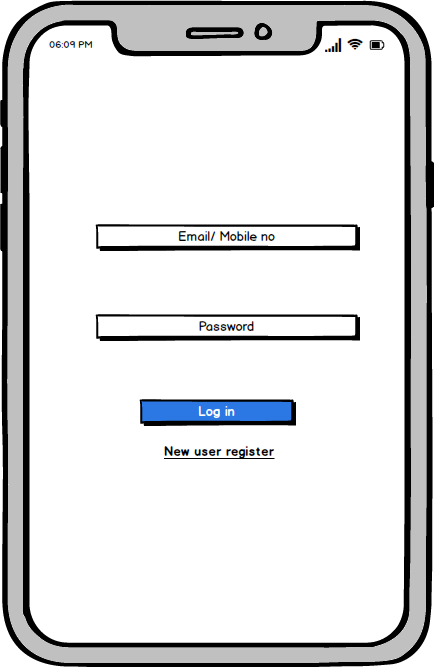 06:09 PM
Email/ Mobile no
Password
Log in
New user register